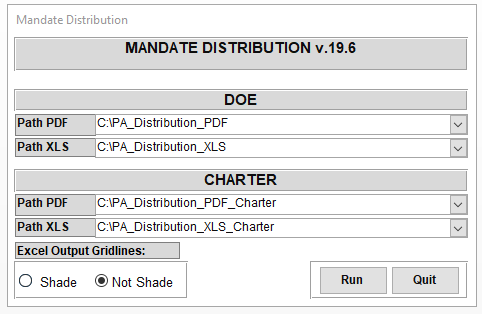 Mandate Distribution
MANDATE DISTRIBUTION v.19.6
DOE
Path PDF C:\PA_Distribution_PDF
Path XLS C:\PA_Distribution_XLS
CHARTER
Path PDF C:\PA_Distribution_PDF_Charter
Path XLS C:\PA_Distribution_XLS_Charter
Excel Output Gridlines:
Shade Not Shade Run Quit